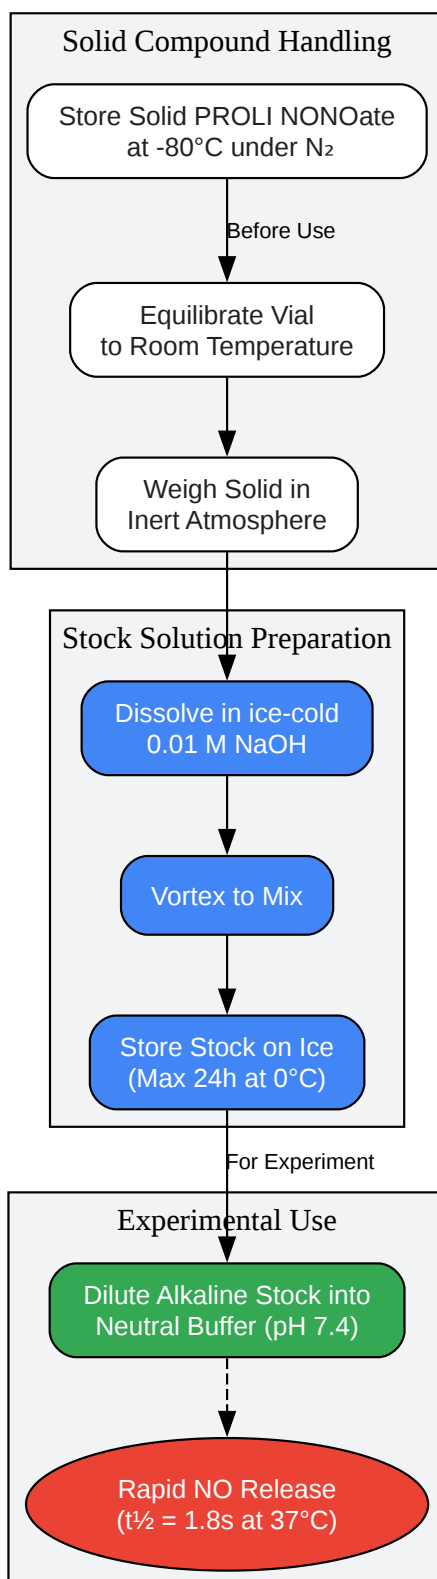 Solid Compound Handling
Store Solid PROLI NONOate
at -80°C under N₂
Before Use
Equilibrate Vial
to Room Temperature
Weigh Solid in
Inert Atmosphere
Stock Solution Preparation
Dissolve in ice-cold
0.01 M NaOH
Vortex to Mix
Store Stock on Ice
(Max 24h at 0°C)
For Experiment
Experimental Use
Dilute Alkaline Stock into
Neutral Buffer (pH 7.4)
Rapid NO Release
(t½ = 1.8s at 37°C)